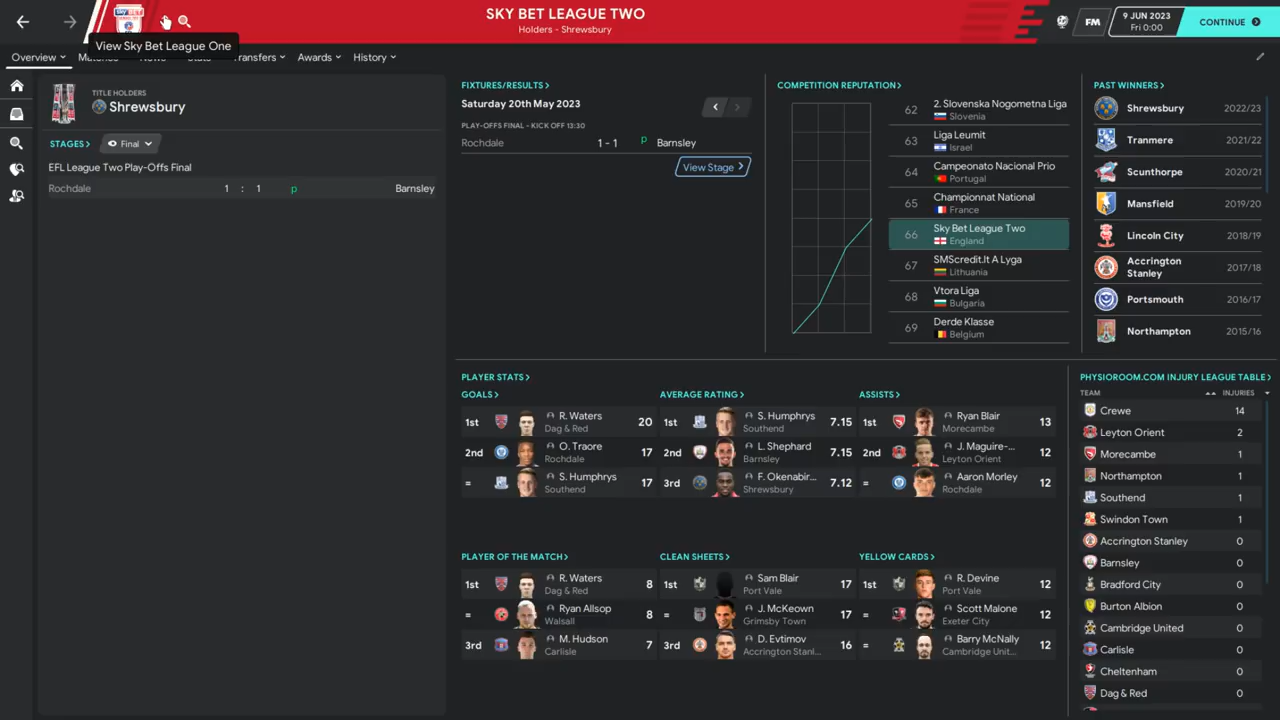 SKY BET LEAGUE TWO
Holders - Shrewsbury
9 JUN 2023
Fri 0:00
FM
CONTINUE
View Sky Bet League One
Overview
Transfers
Awards
History
TITLE HOLDERS
Shrewsbury
STAGES
Final
EFL League Two Play-Offs Final
Rochdale 1 : 1 p Barnsley
FIXTURES/RESULTS
Saturday 20th May 2023
PLAY-OFFS FINAL - KICK OFF 13:30
Rochdale 1 - 1 p Barnsley
View Stage
COMPETITION REPUTATION
62 2. Slovenska Nogometna Liga
Slovenia
63 Liga Leumit
Israel
64 Campeonato Nacional Prio
Portugal
65 Championnat National
France
66 Sky Bet League Two
England
67 SMScredit.lt A Lyga
Lithuania
68 Vtora Liga
Bulgaria
69 Derde Klasse
Belgium
PAST WINNERS
Shrewsbury 2022/23
Tranmere 2021/22
Scunthorpe 2020/21
Mansfield 2019/20
Lincoln City 2018/19
Accrington
Stanley 2017/18
Portsmouth 2016/17
Northampton 2015/16
PLAYER STATS
GOALS
1st R. Waters 20
Dag & Red
2nd O. Traore 17
Rochdale
= S. Humphrys 17
Southend
AVERAGE RATING
1st S. Humphrys 7.15
Southend
2nd L. Shephard 7.15
Barnsley
3rd F. Okenabir... 7.12
Shrewsbury
ASSISTS
1st Ryan Blair 13
Morecambe
2nd J. Maguire-... 12
Leyton Orient
= Aaron Morley 12
Rochdale
PLAYER OF THE MATCH
1st R. Waters 8
Dag & Red
= Ryan Allsop 8
Walsall
3rd M. Hudson 7
Carlisle
CLEAN SHEETS
1st Sam Blair 17
Port Vale
= J. McKeown 17
Grimsby Town
3rd D. Evtimov 16
Accrington Stanl...
YELLOW CARDS
1st R. Devine 12
Port Vale
= Scott Malone 12
Exeter City
= Barry McNally 12
Cambridge Unit...
PHYSIOROOM.COM INJURY LEAGUE TABLE
TEAM INJURIES
Crewe 14
Leyton Orient 2
Morecambe 1
Northampton 1
Southend 1
Swindon Town 1
Accrington Stanley 0
Barnsley 0
Bradford City 0
Burton Albion 0
Cambridge United 0
Carlisle 0
Cheltenham 0
Dag & Red 0